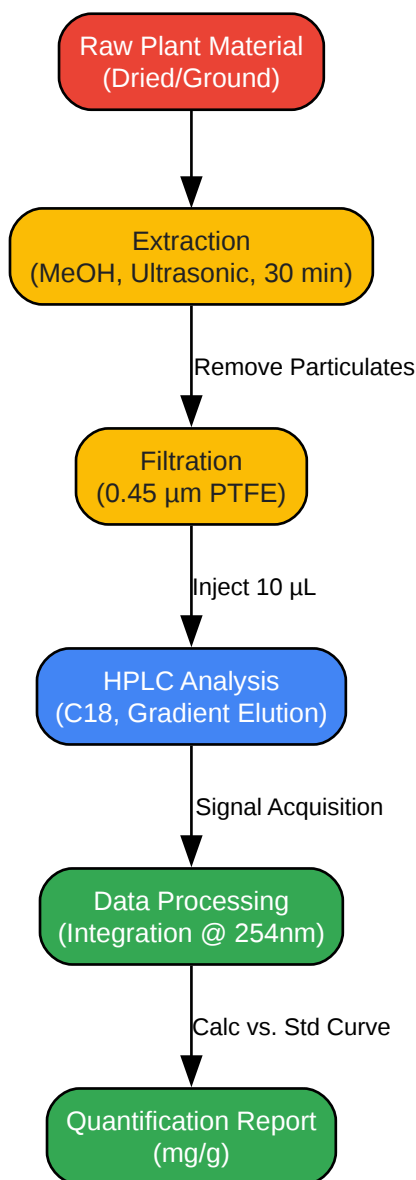 Raw Plant Material
(Dried/Ground)
Extraction
(MeOH, Ultrasonic, 30 min)
Remove Particulates
Filtration
(0.45 µm PTFE)
Inject 10 µL
HPLC Analysis
(C18, Gradient Elution)
Signal Acquisition
Data Processing
(Integration @ 254nm)
Calc vs. Std Curve
Quantification Report
(mg/g)